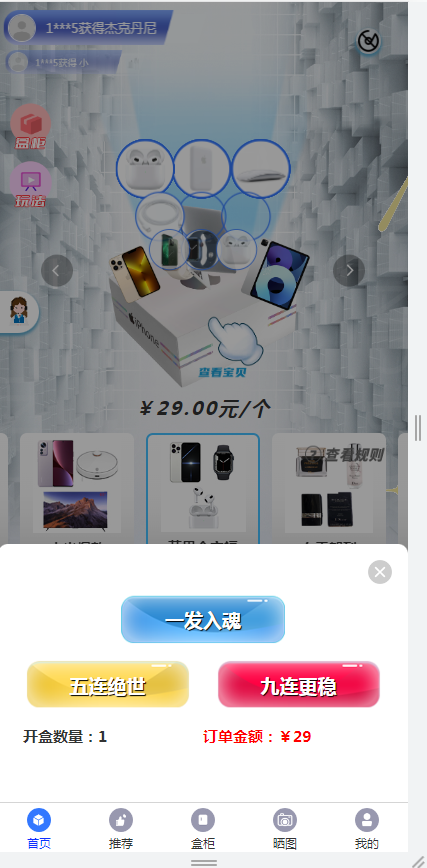 1***5获得杰克丹尼
1***5获得 小
盒柜
玩法
iPhone
查看宝贝
￥29.00元/个
? 查看规则
一发入魂
五连绝世
九连更稳
开盒数量：1
订单金额：￥29
首页
推荐
盒柜
晒图
我的